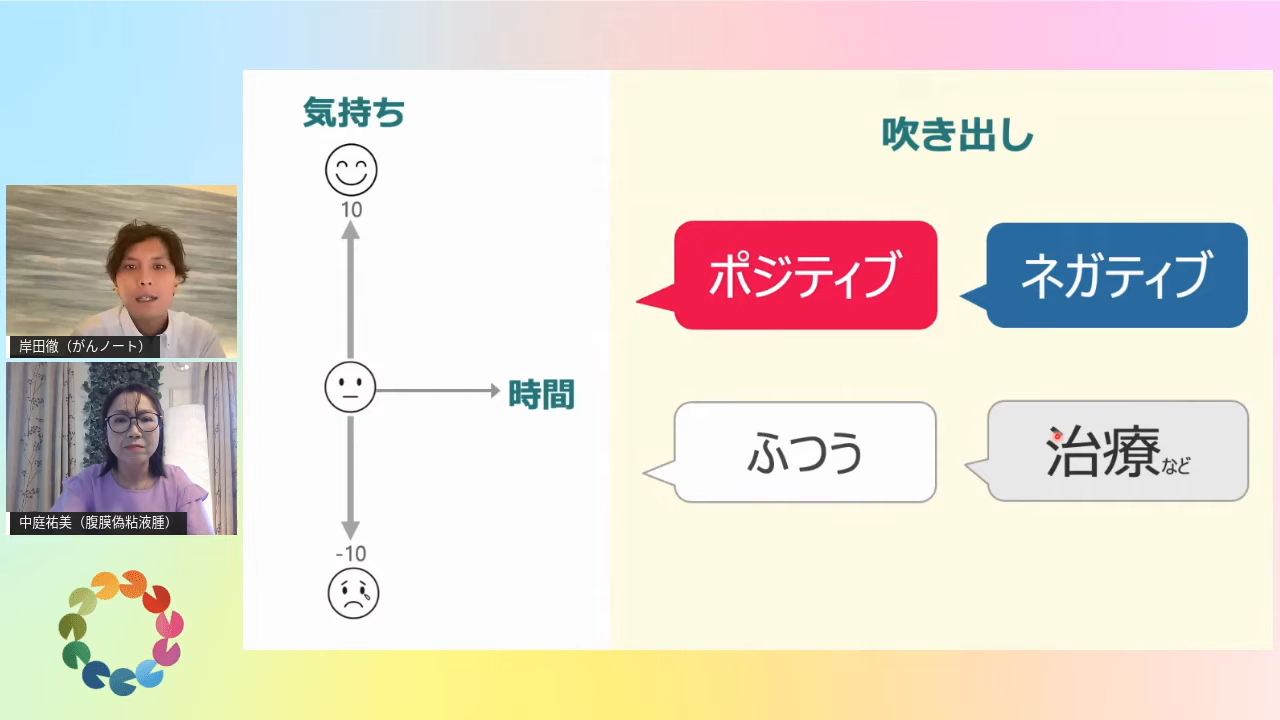 気持ち
10
時間
-10
吹き出し
ポジティブ
ネガティブ
ふつう
治療など
岸田徹（がんノート）
中庭祐美（腹膜偽粘液腫）